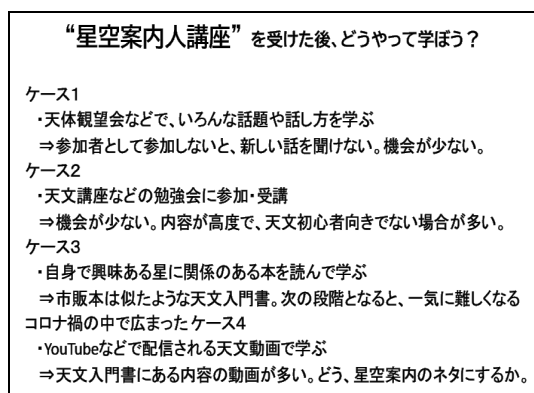 “星空案内人講座” を受けた後、どうやって学ぼう？
ケース1
・天体観望会などで、いろんな話題や話し方を学ぶ
⇒参加者として参加しないと、新しい話を聞けない。機会が少ない。
ケース2
・天文講座などの勉強会に参加・受講
⇒機会が少ない。内容が高度で、天文初心者向きでない場合が多い。
ケース3
・自身で興味ある星に関係のある本を読んで学ぶ
⇒市販本は似たような天文入門書。次の段階となると、一気に難しくなる
コロナ禍の中で広まった ケース4
・YouTubeなどで配信される天文動画で学ぶ
⇒天文入門書にある内容の動画が多い。どう、星空案内のネタにするか。